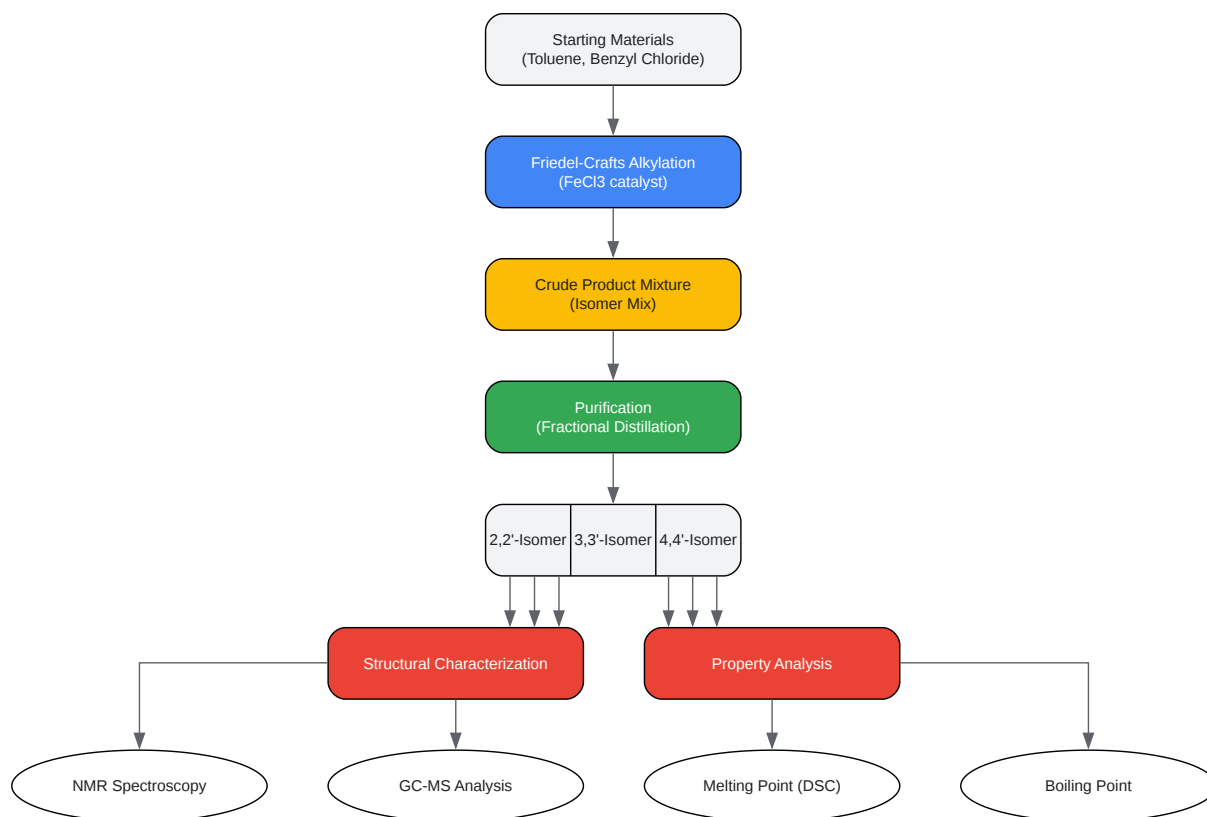 Starting Materials
(Toluene, Benzyl Chloride)
Friedel-Crafts Alkylation
(FeCl3 catalyst)
Crude Product Mixture
(Isomer Mix)
Purification
(Fractional Distillation)
2,2'-Isomer
3,3'-Isomer
4,4'-Isomer
Structural Characterization
Property Analysis
NMR Spectroscopy
GC-MS Analysis
Melting Point (DSC)
Boiling Point